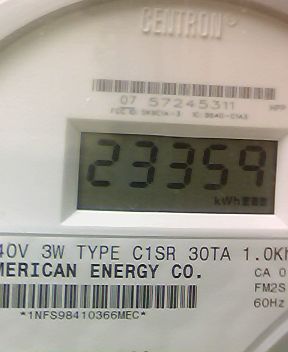 CENTRON
07 57245311
23359
kWh
40V 3W TYPE C1SR 30TA 1.0Kh
MERICAN ENERGY CO.
CA 0
FM2S
60Hz
*1NFS98410366MEC*